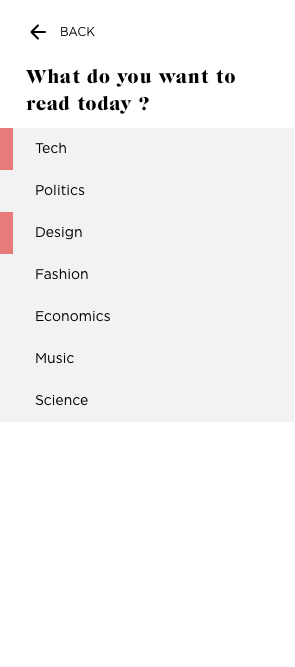 BACK
What do you want to
read today ?
Tech
Politics
Design
Fashion
Economics
Music
Science